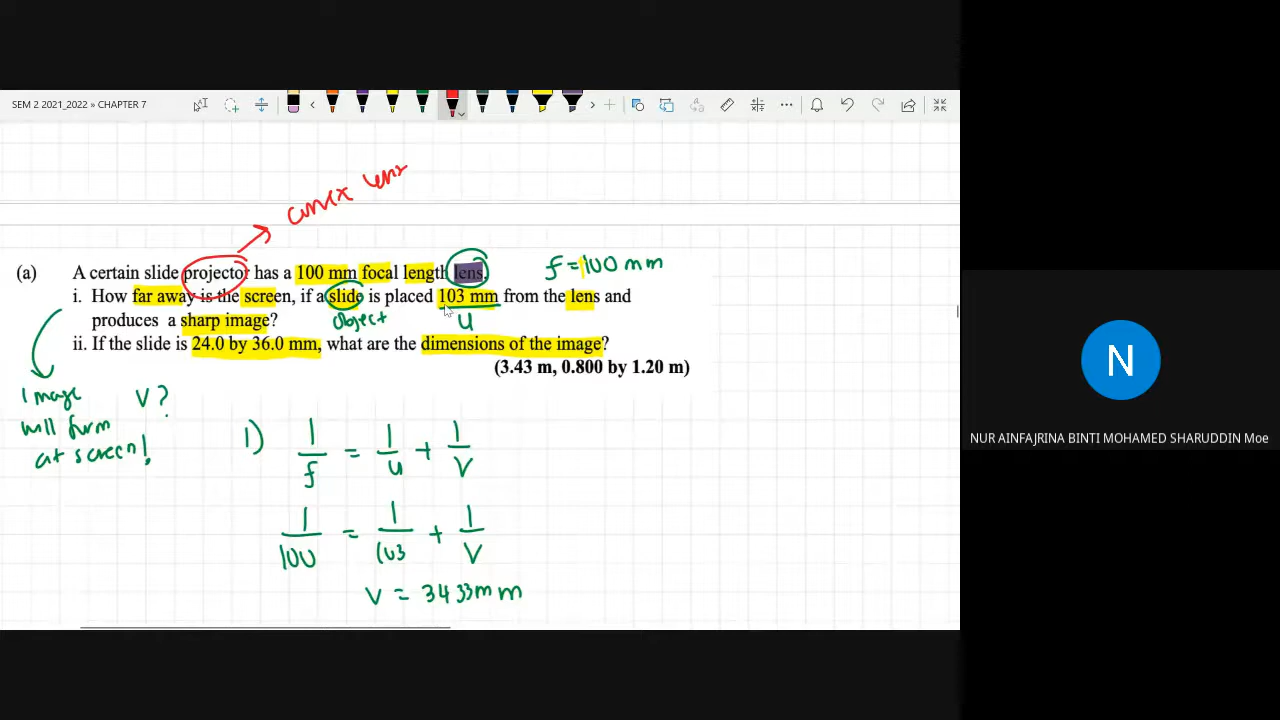 SEM 2 2021_2022 » CHAPTER 7
convex lens
(a) A certain slide projector has a 100 mm focal length lens,
f = 100 mm
i. How far away is the screen, if a slide is placed 103 mm from the lens and
produces a sharp image?
object
u
ii. If the slide is 24.0 by 36.0 mm, what are the dimensions of the image?
(3.43 m, 0.800 by 1.20 m)
Image
will form
at screen!
V?
1) 1/f = 1/u + 1/V
1/100 = 1/103 + 1/V
V = 3433mm
N
NUR AINFAJRINA BINTI MOHAMED SHARUDDIN Moe